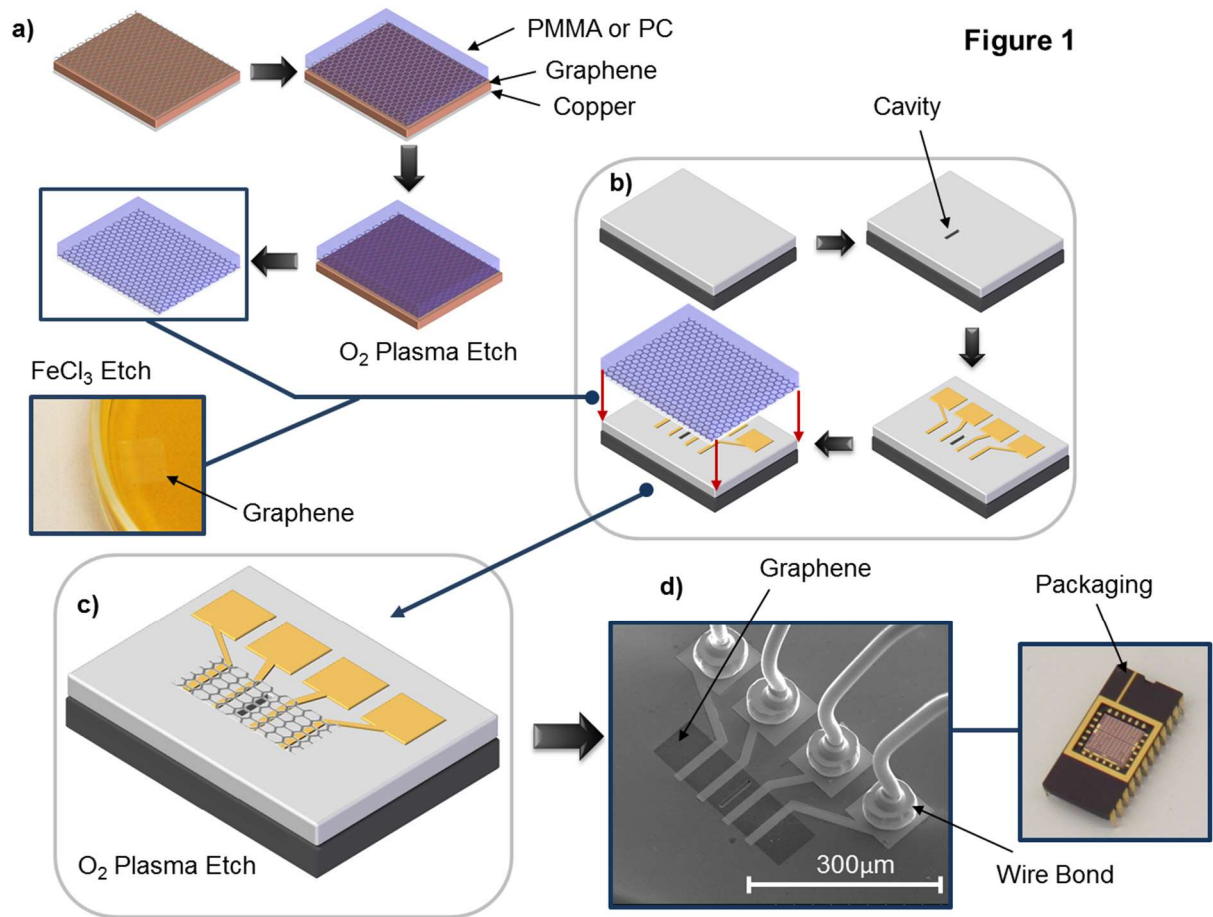 a)
PMMA or PC
Graphene
Copper
Figure 1
Cavity
b)
O₂ Plasma Etch
FeCl₃ Etch
Graphene
c)
O₂ Plasma Etch
Graphene
d)
Packaging
300μm
Wire Bond